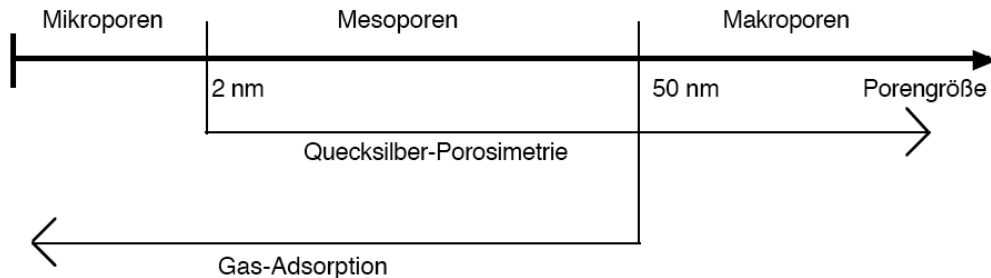 Mikroporen Mesoporen Makroporen
2 nm 50 nm Porengröße
Quecksilber-Porosimetrie
Gas-Adsorption